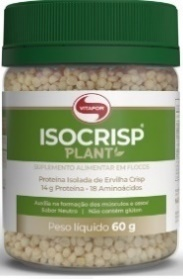 VITAFOR
ISOCRISP®
PLANT
SUPLEMENTO ALIMENTAR EM FLOCOS
Proteína Isolada de Ervilha Crisp
14 g Proteína - 18 Aminoácidos
Auxilia na formação dos músculos e ossos
Sabor Neutro | Não contém glúten
Peso líquido 60 g